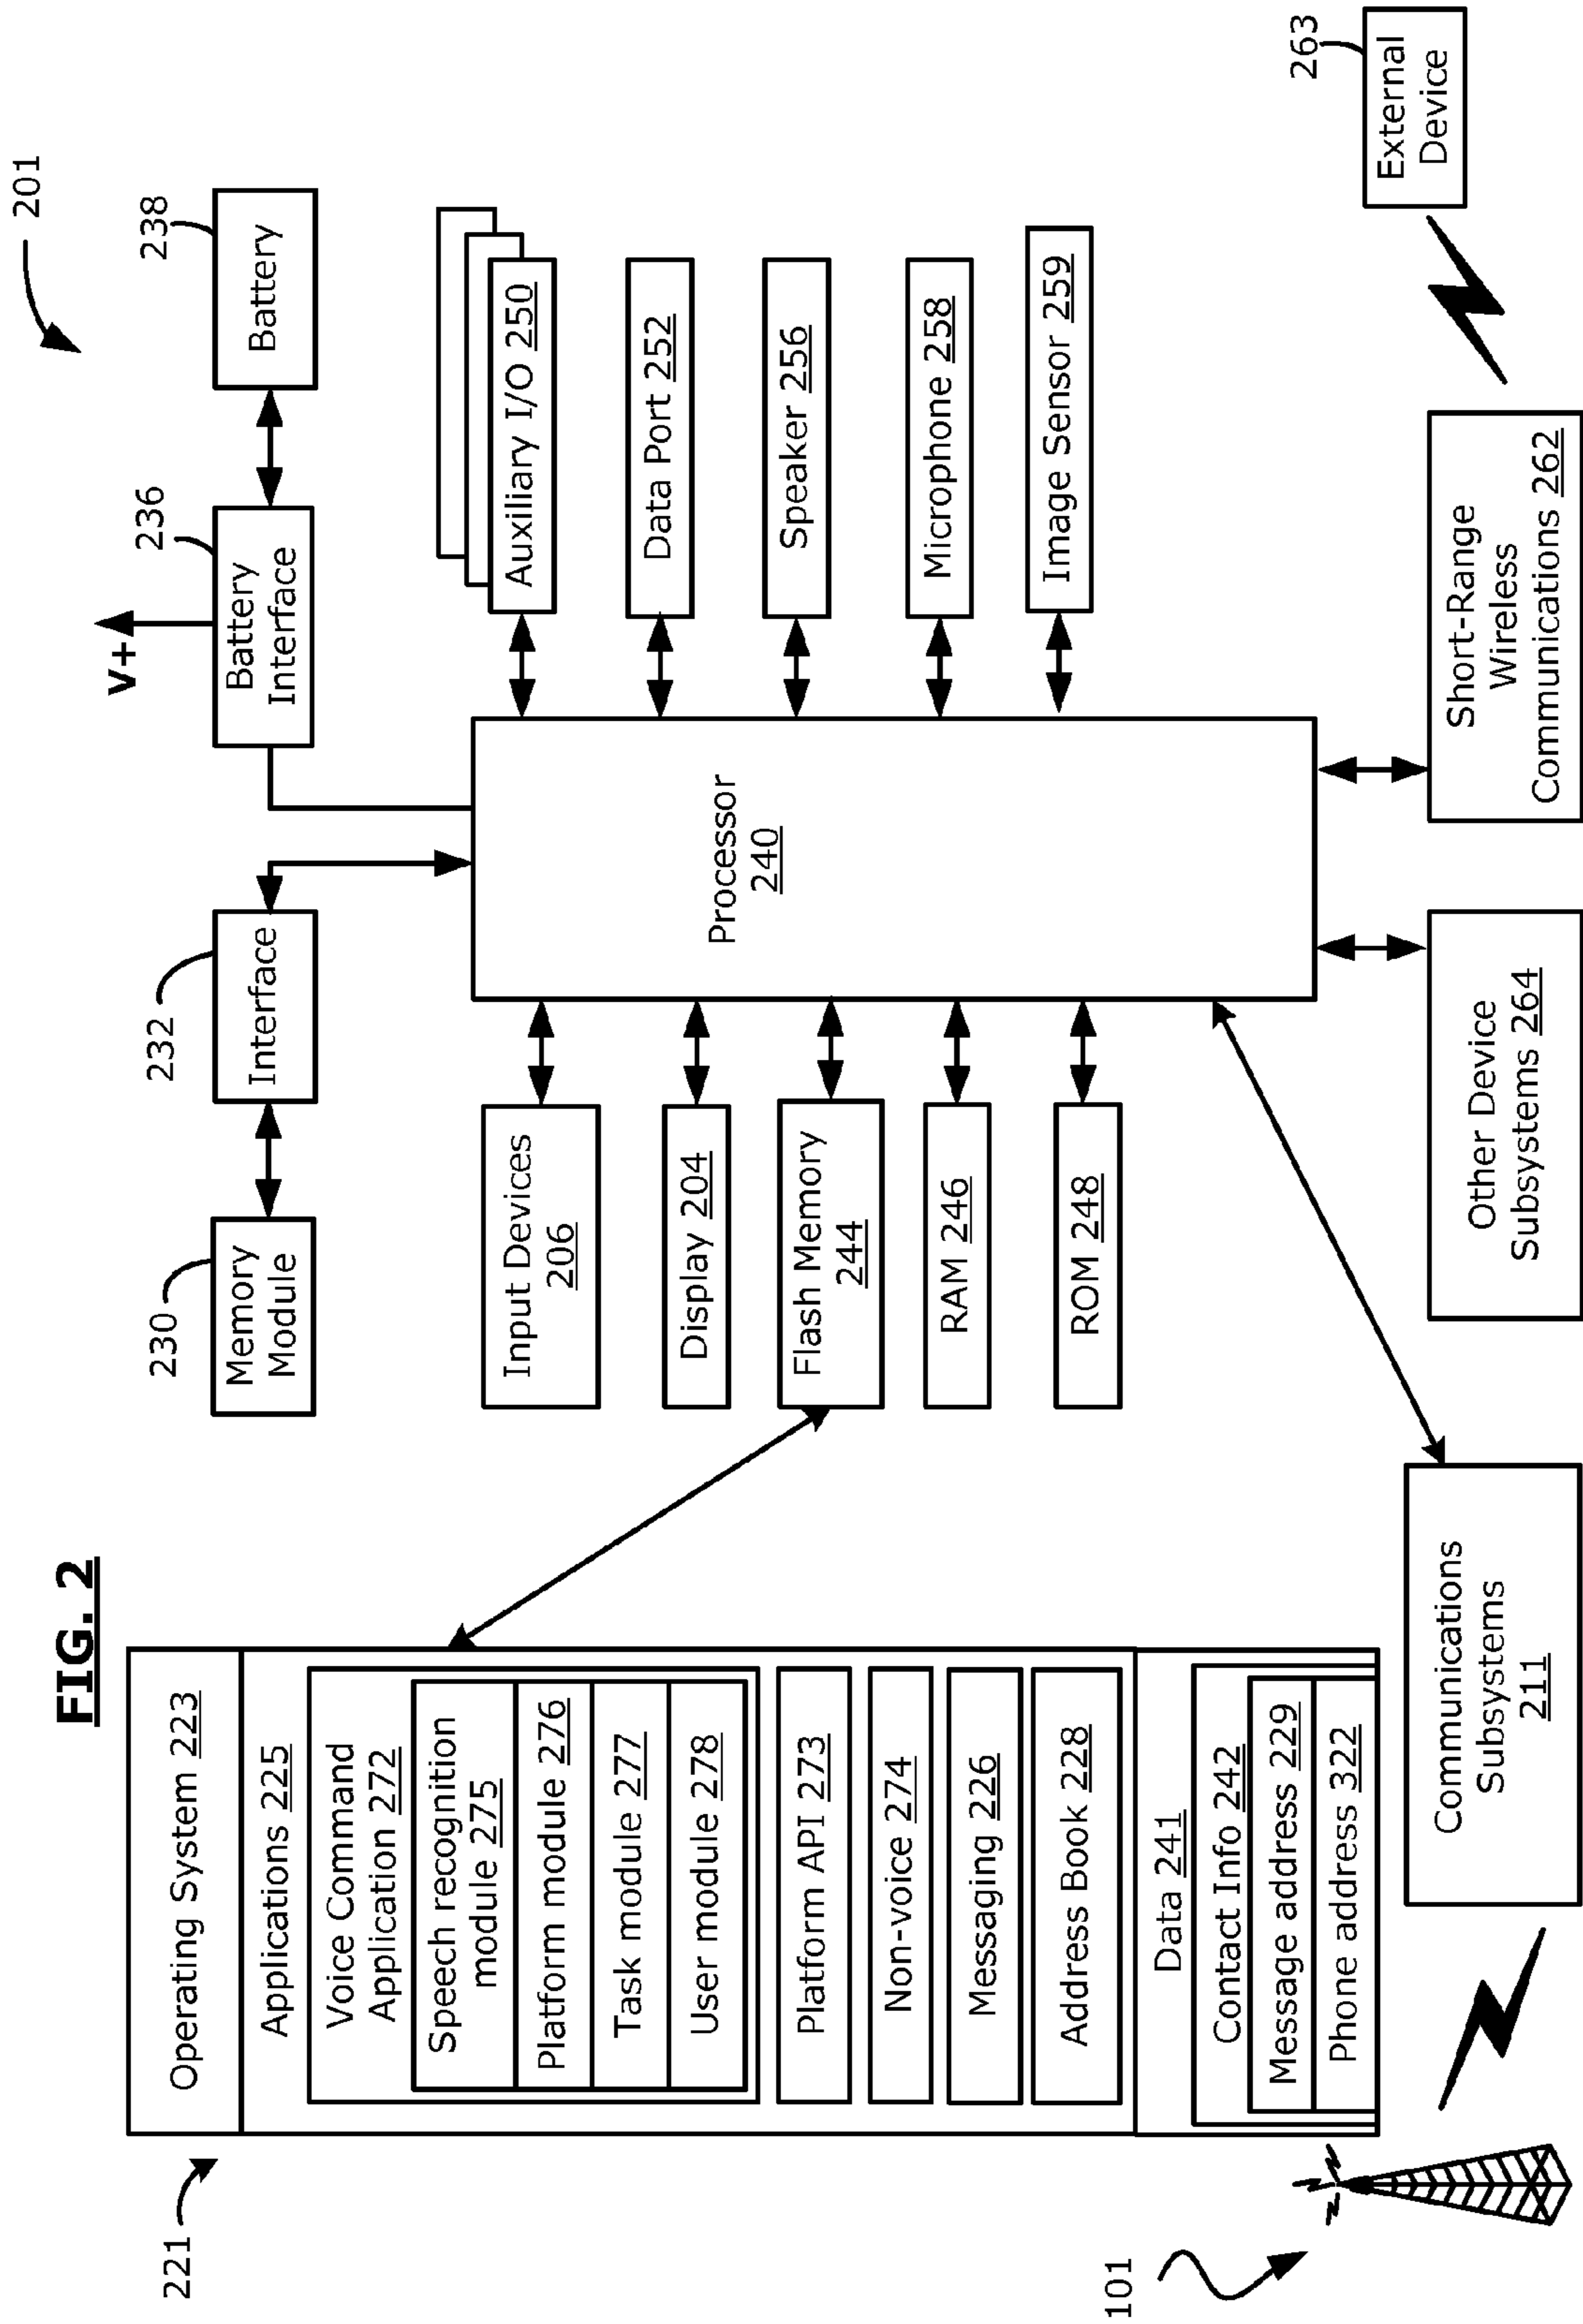 FIG. 2
201
221
Operating System 223
Applications 225
Voice Command
Application 272
Speech recognition
module 275
Platform module 276
Task module 277
User module 278
Platform API 273
Non-voice 274
Messaging 226
Address Book 228
Data 241
Contact Info 242
Message address 229
Phone address 322
101
Communications
Subsystems
211
230
Memory
Module
232
Interface
V+
236
Battery
Interface
238
Battery
Input Devices
206
Display 204
Flash Memory
244
RAM 246
ROM 248
Processor
240
Auxiliary I/O 250
Data Port 252
Speaker 256
Microphone 258
Image Sensor 259
Other Device
Subsystems 264
Short-Range
Wireless
Communications 262
263
External
Device